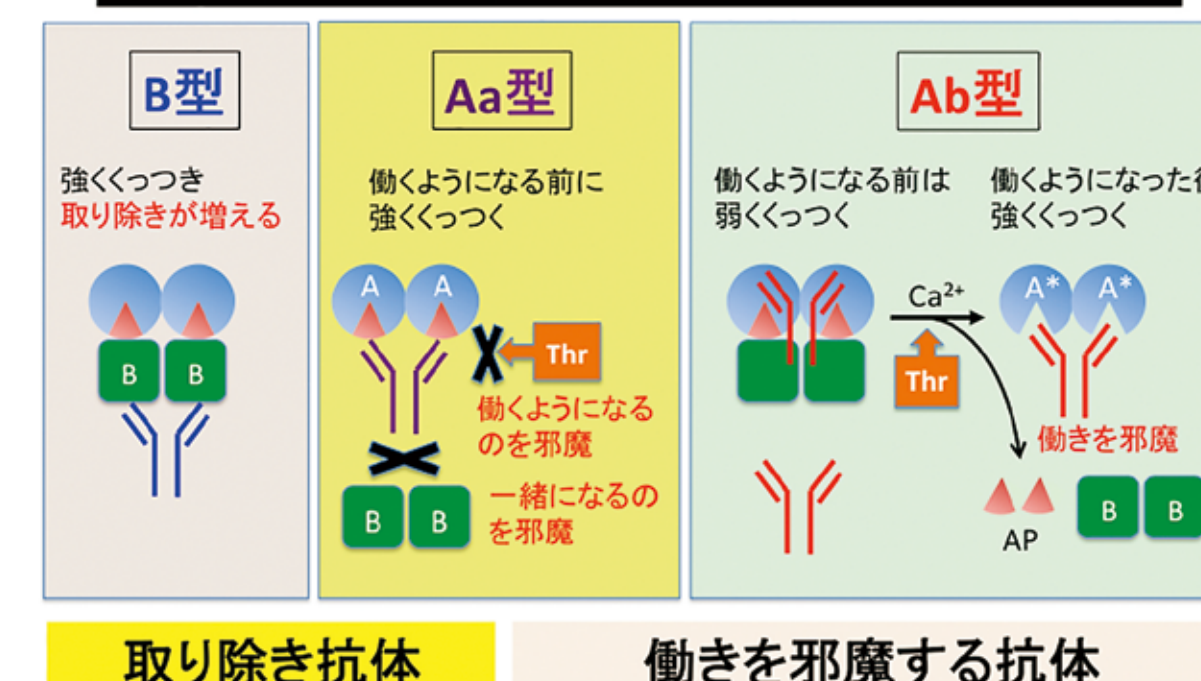 B型
強くくっつき
取り除きが増える
B
B
Aa型
働くようになる前に
強くくっつく
A
A
Thr
働くようになる
のを邪魔
一緒になるの
を邪魔
B
B
Ab型
働くようになる前は
弱くくっつく
働くようになった
強くくっつく
Ca²⁺
Thr
A*
A*
働きを邪魔
AP
B
B
取り除き抗体
働きを邪魔する抗体